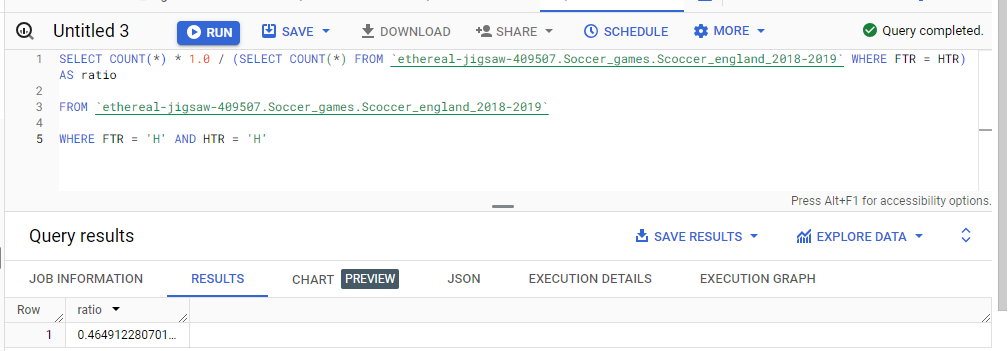 Untitled 3
RUN
SAVE
DOWNLOAD
SHARE
SCHEDULE
MORE
Query completed.
1 SELECT COUNT(*) * 1.0 / (SELECT COUNT(*) FROM `ethereal-jigsaw-409507.Soccer_games.Scoccer_england_2018-2019` WHERE FTR = HTR)
AS ratio
2
3 FROM `ethereal-jigsaw-409507.Soccer_games.Scoccer_england_2018-2019`
4
5 WHERE FTR = 'H' AND HTR = 'H'
Press Alt+F1 for accessibility options.
Query results
SAVE RESULTS
EXPLORE DATA
JOB INFORMATION
RESULTS
CHART PREVIEW
JSON
EXECUTION DETAILS
EXECUTION GRAPH
Row ratio
1 0.464912280701...